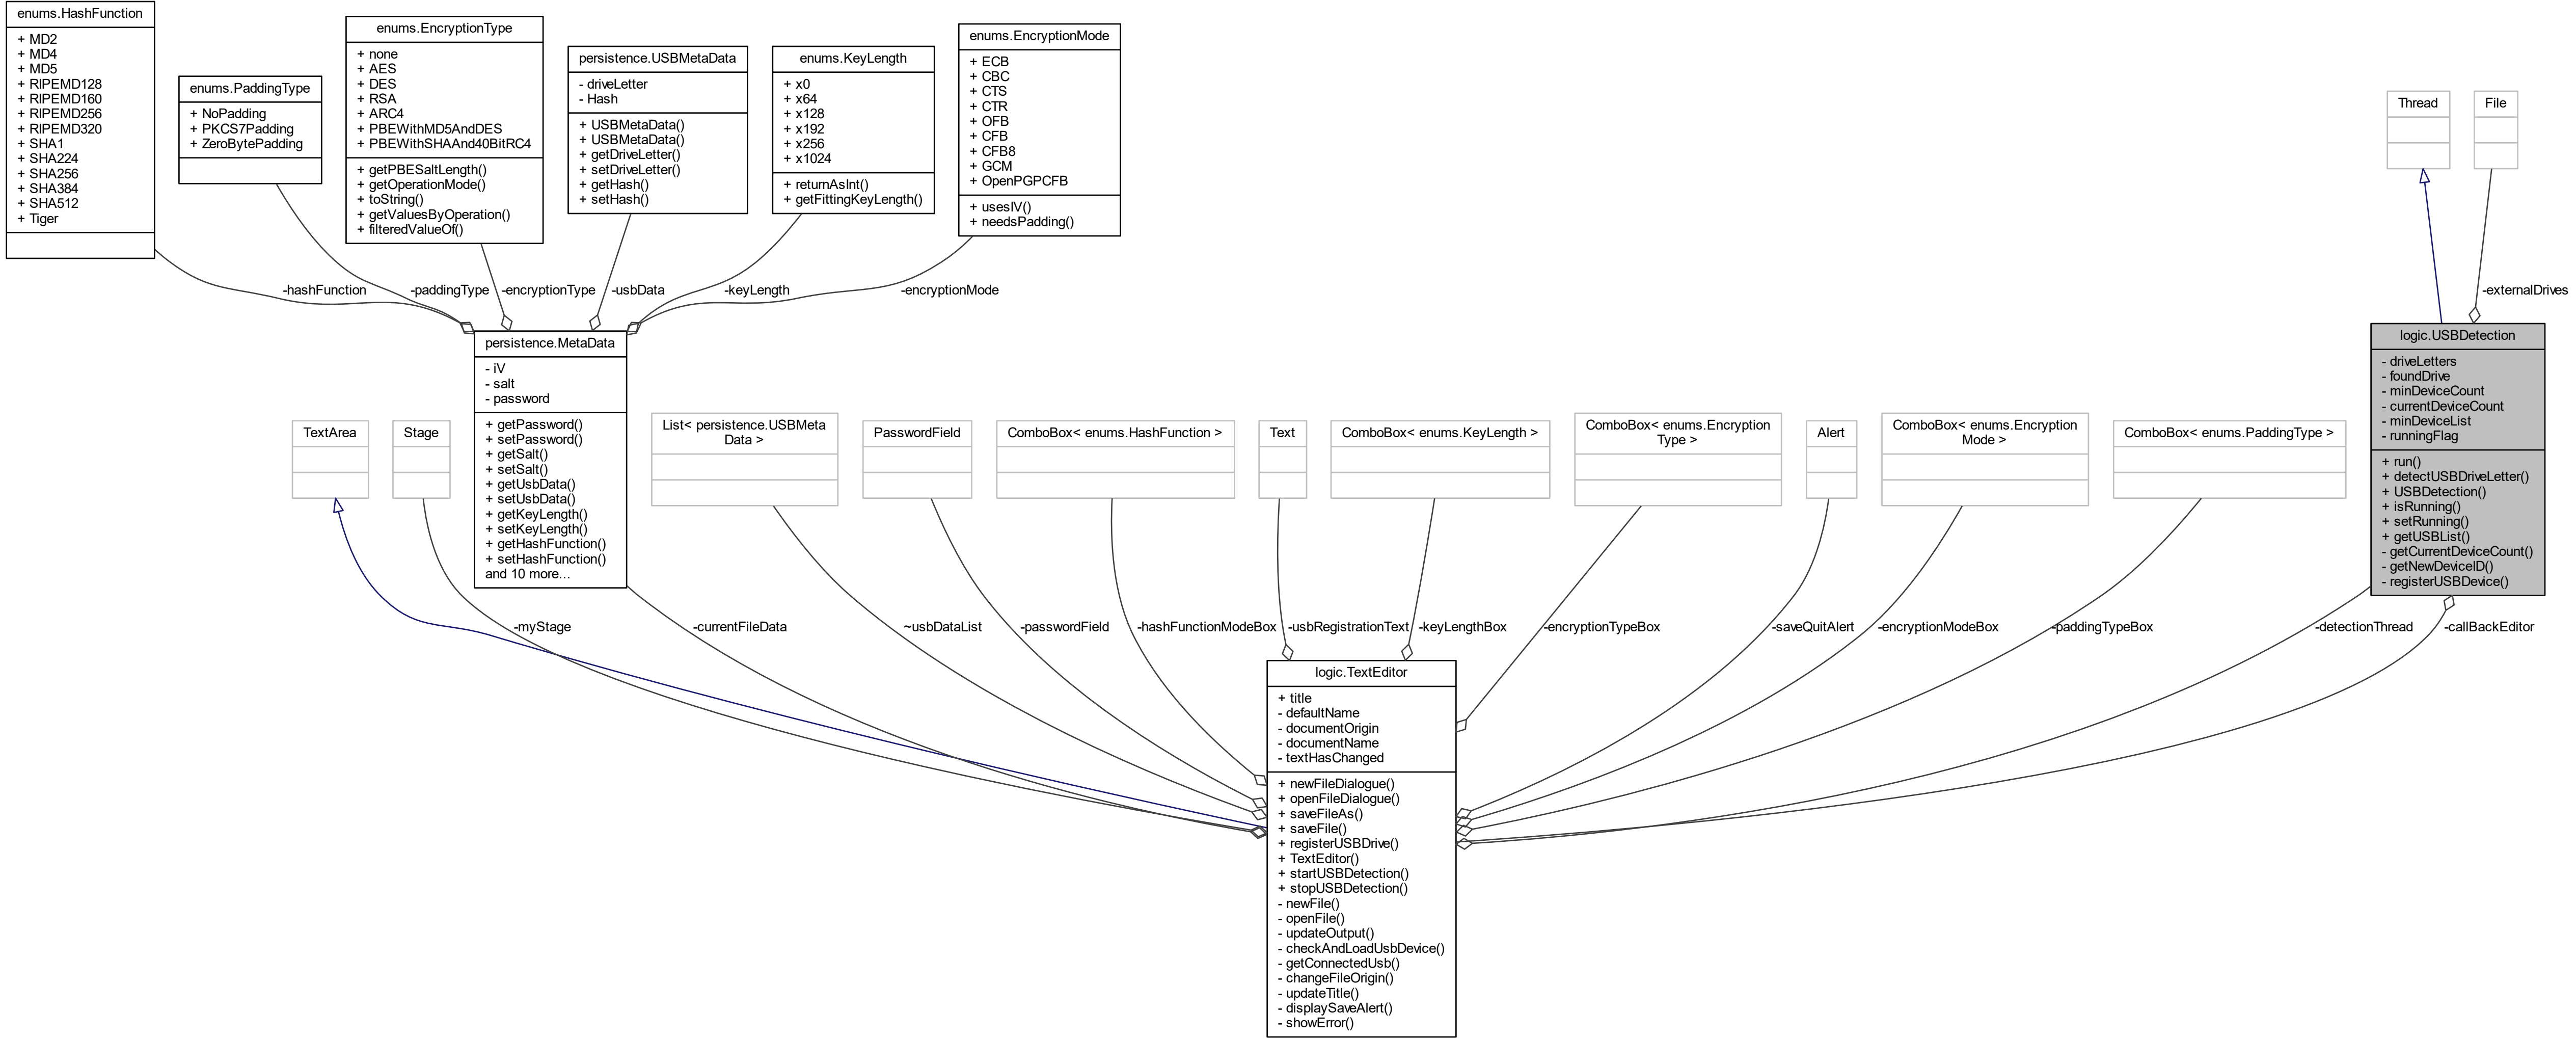 enums.HashFunction
+ MD2
+ MD4
+ MD5
+ RIPEMD128
+ RIPEMD160
+ RIPEMD256
+ RIPEMD320
+ SHA1
+ SHA224
+ SHA256
+ SHA384
+ SHA512
+ Tiger
enums.PaddingType
+ NoPadding
+ PKCS7Padding
+ ZeroBytePadding
enums.EncryptionType
+ none
+ AES
+ DES
+ RSA
+ ARC4
+ PBEWithMD5AndDES
+ PBEWithSHAAnd40BitRC4
+ getPBESaltLength()
+ getOperationMode()
+ toString()
+ getValuesByOperation()
+ filteredValueOf()
persistence.USBMetaData
- driveLetter
- Hash
+ USBMetaData()
+ USBMetaData()
+ getDriveLetter()
+ setDriveLetter()
+ getHash()
+ setHash()
enums.KeyLength
+ x0
+ x64
+ x128
+ x192
+ x256
+ x1024
+ returnAsInt()
+ getFittingKeyLength()
enums.EncryptionMode
+ ECB
+ CBC
+ CTS
+ CTR
+ OFB
+ CFB
+ CFB8
+ GCM
+ OpenPGPCFB
+ usesIV()
+ needsPadding()
Thread
File
-hashFunction
-paddingType
-encryptionType
-usbData
-keyLength
-encryptionMode
-externalDrives
persistence.MetaData
- iV
- salt
- password
+ getPassword()
+ setPassword()
+ getSalt()
+ setSalt()
+ getUsbData()
+ setUsbData()
+ getKeyLength()
+ setKeyLength()
+ getHashFunction()
+ setHashFunction()
and 10 more...
logic.USBDetection
- driveLetters
- foundDrive
- minDeviceCount
- currentDeviceCount
- minDeviceList
- runningFlag
+ run()
+ detectUSBDriveLetter()
+ USBDetection()
+ isRunning()
+ setRunning()
+ getUSBList()
- getCurrentDeviceCount()
- getNewDeviceID()
- registerUSBDevice()
TextArea
Stage
List< persistence.USBMeta
Data >
PasswordField
ComboBox< enums.HashFunction >
Text
ComboBox< enums.KeyLength >
ComboBox< enums.Encryption
Type >
Alert
ComboBox< enums.Encryption
Mode >
ComboBox< enums.PaddingType >
-myStage
-currentFileData
~usbDataList
-passwordField
-hashFunctionModeBox
-usbRegistrationText
-keyLengthBox
-encryptionTypeBox
-saveQuitAlert
-encryptionModeBox
-paddingTypeBox
-detectionThread
-callBackEditor
logic.TextEditor
+ title
- defaultName
- documentOrigin
- documentName
- textHasChanged
+ newFileDialogue()
+ openFileDialogue()
+ saveFileAs()
+ saveFile()
+ registerUSBDrive()
+ TextEditor()
+ startUSBDetection()
+ stopUSBDetection()
- newFile()
- openFile()
- updateOutput()
- checkAndLoadUsbDevice()
- getConnectedUsb()
- changeFileOrigin()
- updateTitle()
- displaySaveAlert()
- showError()